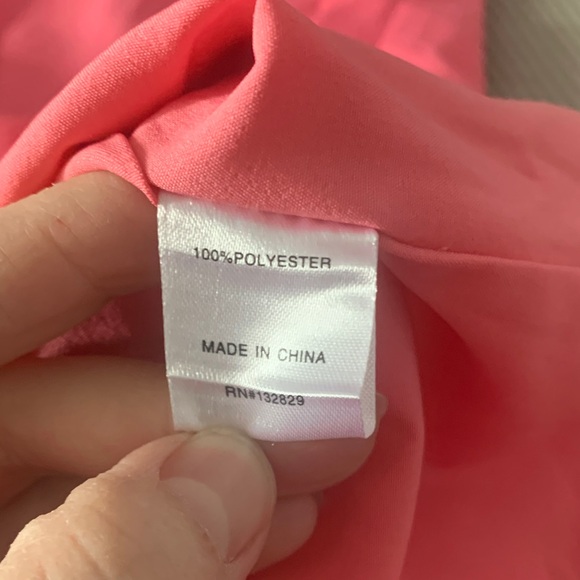 100%POLYESTER
MADE IN CHINA
RN#132829